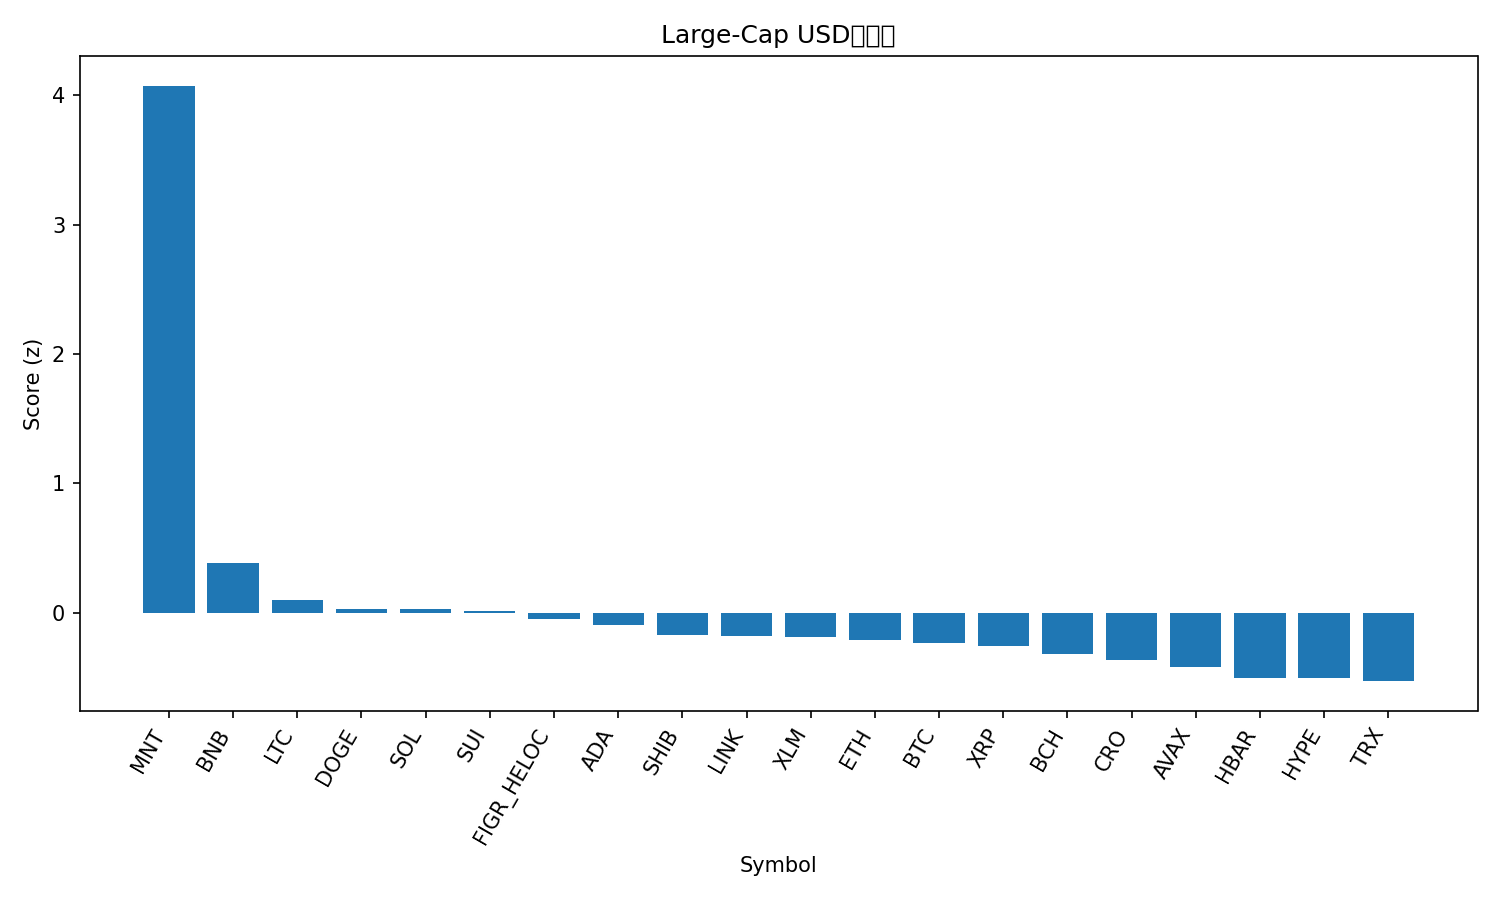 Large-Cap USD
Score (z)
4
3
2
1
0
MNT
BNB
LTC
DOGE
SOL
SUI
FIGR_HELOC
ADA
SHIB
LINK
XLM
ETH
BTC
XRP
BCH
CRO
AVAX
HBAR
HYPE
TRX
Symbol